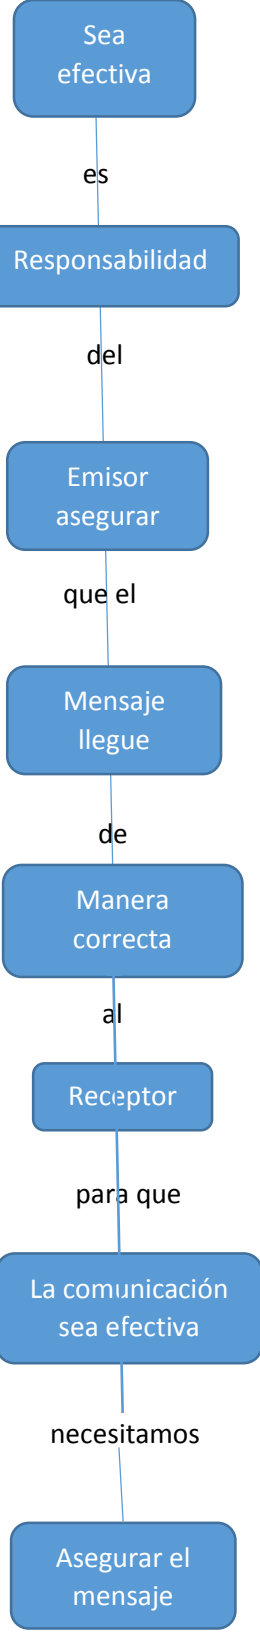 Sea
efectiva
es
Responsabilidad
del
Emisor
asegurar
que el
Mensaje
llegue
de
Manera
correcta
al
Receptor
para que
La comunicación
sea efectiva
necesitamos
Asegurar el
mensaje